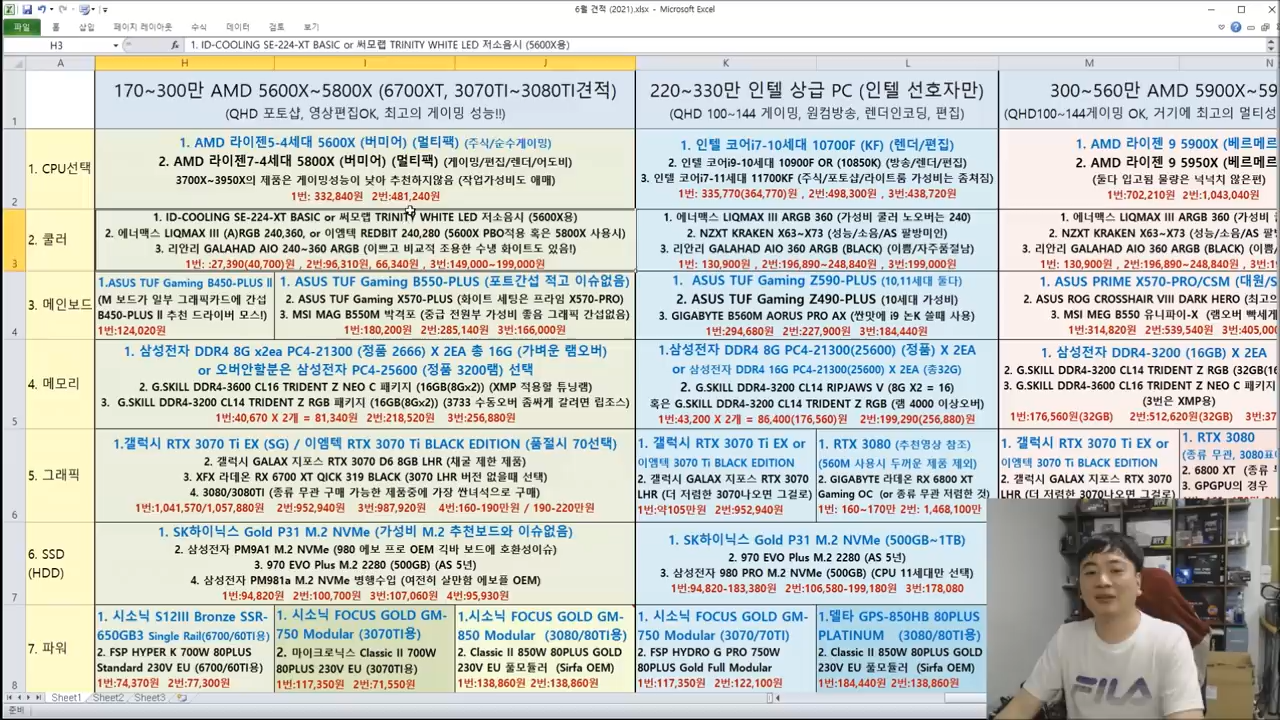 6월 견적 (2021).xlsx - Microsoft Excel
파일 홈 삽입 페이지 레이아웃 수식 데이터 검토 보기
H3 fx 1. ID-COOLING SE-224-XT BASIC or 써모랩 TRINITY WHITE LED 저소음시 (5600X용)
A H I J K L M N
1
170~300만 AMD 5600X~5800X (6700XT, 3070TI~3080TI견적)
(QHD 포토샵, 영상편집OK, 최고의 게이밍 성능!!)
220~330만 인텔 상급 PC (인텔 선호자만)
(QHD 100~144 게이밍, 원컴방송, 렌더인코딩, 편집)
300~560만 AMD 5900X~59
(QHD100~144게이밍 OK, 거기에 최고의 멀티성
2
1. CPU선택
1. AMD 라이젠5-4세대 5600X (버미어) (멀티팩) (주식/순수게이밍)
2. AMD 라이젠7-4세대 5800X (버미어) (멀티팩) (게이밍/편집/렌더/어도비)
3700X~3950X의 제품은 게이밍성능이 낮아 추천하지않음 (작업가성비도 애매)
1번: 332,840원 2번:481,240원
1. 인텔 코어i7-10세대 10700F (KF) (렌더/편집)
2. 인텔 코어i9-10세대 10900F OR (10850K) (방송/렌더/편집)
3. 인텔 코어i7-11세대 11700KF (주식/포토샵/라이트룸 가성비는 좀쳐짐)
1번: 335,770(364,770)원 , 2번:498,300원 , 3번:438,720원
1. AMD 라이젠 9 5900X (베르메
2. AMD 라이젠 9 5950X (베르메
(둘다 입고됨 물량은 넉넉치 않은편)
1번:702,210원 , 2번:1,043,040원
3
2. 쿨러
1. ID-COOLING SE-224-XT BASIC or 써모랩 TRINITY WHITE LED 저소음시 (5600X용)
2. 에너맥스 LIQMAX III (A)RGB 240,360, or 이엠텍 REDBIT 240,280 (5600X PBO적용 혹은 5800X 사용시)
3. 리안리 GALAHAD AIO 240~360 ARGB (이쁘고 비교적 조용한 수냉 화이트도 있음!)
1번: :27,390(40,700)원 , 2번:96,310원, 66,340원 , 3번:149,000~199,000원
1. 에너맥스 LIQMAX III ARGB 360 (가성비 쿨러 노오버는 240)
2. NZXT KRAKEN X63~X73 (성능/소음/AS 팔방미인)
3. 리안리 GALAHAD AIO 360 ARGB (BLACK) (이쁨/자주품절남)
1번: 130,900원 , 2번:196,890~248,840원 , 3번:199,000원
1. 에너맥스 LIQMAX III ARGB 360
2. NZXT KRAKEN X63~X73 (성
3. 리안리 GALAHAD AIO 360 ARGB (BLACK) (이
1번: 130,900원 , 2번:196,890~248,840원
4
3. 메인보드
1.ASUS TUF Gaming B450-PLUS II
(M 보드가 일부 그래픽카드에 간섭
B450-PLUS II 추천 드라이버 모스!)
1번:124,020원
1. ASUS TUF Gaming B550-PLUS (포트간섭 적고 이슈없음)
2. ASUS TUF Gaming X570-PLUS (화이트 세팅은 프라임 X570-PRO)
3. MSI MAG B550M 박격포 (중급 전원부 가성비 좋음 그래픽 간섭없음)
1번:180,200원 2번:285,140원 3번:166,000원
1. ASUS TUF Gaming Z590-PLUS (10,11세대 둘다)
2. ASUS TUF Gaming Z490-PLUS (10세대 가성비)
3. GIGABYTE B560M AORUS PRO AX (싼맛에 i9 논K 쓸때 사용)
1번:294,680원 2번:227,900원 3번:184,440원
1. ASUS PRIME X570-PRO/CSM (대원/S
2. ASUS ROG CROSSHAIR VIII DARK HERO (최고의
3. MSI MEG B550 유니파이-X (램오버 빡세게
1번:314,820원 2번:539,540원 3번:405,000원
5
4. 메모리
1. 삼성전자 DDR4 8G x2ea PC4-21300 (정품 2666) X 2EA 총 16G (가벼운 램오버)
or 오버안할분은 삼성전자 PC4-25600 (정품 3200램) 선택
2. G.SKILL DDR4-3600 CL16 TRIDENT Z NEO C 패키지 (16GB(8Gx2)) (XMP 적용할 튜닝램)
3. G.SKILL DDR4-3200 CL14 TRIDENT Z RGB 패키지 (16GB(8Gx2)) (3733 수동오버 좀빡세게 갈려면 립조스)
1번:40,670 X 2개 = 81,340원 2번:218,520원 3번:256,880원
1.삼성전자 DDR4 8G PC4-21300(25600) (정품) X 2EA
or 삼성전자 DDR4 16G PC4-21300(25600) X 2EA (총32G)
2. G.SKILL DDR4-3200 CL14 RIPJAWS V (8G X2 = 16)
혹은 G.SKILL DDR4-3200 CL14 TRIDENT Z RGB (램 4000 이상오버)
1번:43,200 X 2개 = 86,400(176,560)원 2번:199,290(256,880)원
1. 삼성전자 DDR4-3200 (16GB) X 2EA
2. G.SKILL DDR4-3200 CL14 TRIDENT Z RGB (32GB(16
3. G.SKILL DDR4-3600 CL16 TRIDENT Z NEO C 패키지
(3번은 XMP용)
1번:176,560원(32GB) 2번:512,620원(32GB) 3번:37
6
5. 그래픽
1.갤럭시 RTX 3070 Ti EX (SG) / 이엠텍 RTX 3070 Ti BLACK EDITION (품절시 70선택)
2. 갤럭시 GALAX 지포스 RTX 3070 D6 8GB LHR (채굴 제한 제품)
3. XFX 라데온 RX 6700 XT QICK 319 BLACK (3070 LHR 버전 없을때 선택)
4. 3080/3080TI (종류 무관 구매 가능한 제품중에 가장 싼녀석으로 구매)
1번:1,041,570/1,057,880원 2번:952,940원 3번:987,920원 4번:160-190만원 / 190-220만원
1. 갤럭시 RTX 3070 Ti EX or
이엠텍 3070 Ti BLACK EDITION
2. 갤럭시 GALAX 지포스 RTX 3070
LHR (더 저렴한 3070나오면 그걸로)
1번:약105만원 2번:952,940원
1. RTX 3080 (추천영상 참조)
(560M 사용시 두꺼운 제품 제외)
2. GIGABYTE 라데온 RX 6800 XT
Gaming OC (or 종류무관 저렴한 것)
1번: 160~170만 2번: 1,468,100만
1. 갤럭시 RTX 3070 Ti EX or
이엠텍 3070 Ti BLACK EDITION
2. 갤럭시 GALAX 지포스 RTX 3070
LHR (더 저렴한 3070나오면 그걸로)
1. RTX 3080
(종류 무관, 3080표
2. 6800 XT (종류
3. GPGPU의 경우
7
6. SSD
(HDD)
1. SK하이닉스 Gold P31 M.2 NVMe (가성비 M.2 추천보드와 이슈없음)
2. 삼성전자 PM9A1 M.2 NVMe (980 에보 프로 OEM 긱바 보드에 호환성이슈)
3. 970 EVO Plus M.2 2280 (500GB) (AS 5년)
4. 삼성전자 PM981a M.2 NVMe 병행수입 (여전히 살만함 에보플 OEM)
1번:94,820원 2번:100,300원 3번:107,060원 4번:95,930원
1. SK하이닉스 Gold P31 M.2 NVMe (500GB~1TB)
2. 970 EVO Plus M.2 2280 (AS 5년)
3. 삼성전자 980 PRO M.2 NVMe (500GB) (CPU 11세대만 선택)
1번:94,820-183,380원 2번:106,580-199,180원 3번:178,080
8
7. 파워
1. 시소닉 S12III Bronze SSR-
650GB3 Single Rail(6700/60TI용)
2. FSP HYPER K 700W 80PLUS
Standard 230V EU (6700/60TI용)
1번:74,370원 2번:77,300원
1. 시소닉 FOCUS GOLD GM-
750 Modular (3070TI용)
2. 마이크로닉스 Classic II 700W
80PLUS 230V EU (3070TI용)
1번:117,350원 2번:71,550원
1.시소닉 FOCUS GOLD GM-
850 Modular (3080/80TI용)
2. Classic II 850W 80PLUS GOLD
230V EU 풀모듈러 (Sirfa OEM)
1번:138,860원 2번:138,860원
1. 시소닉 FOCUS GOLD GM-
750 Modular (3070/70TI용)
2. FSP HYDRO G PRO 750W
80PLUS Gold Full Modular
1번:117,350원 2번:122,100원
1.델타 GPS-850HB 80PLUS
PLATINUM (3080/80TI용)
2. Classic II 850W 80PLUS GOLD
230V EU 풀모듈러 (Sirfa OEM)
1번:184,440원 2번:138,860원
Sheet1 Sheet2 Sheet3
준비
FILA